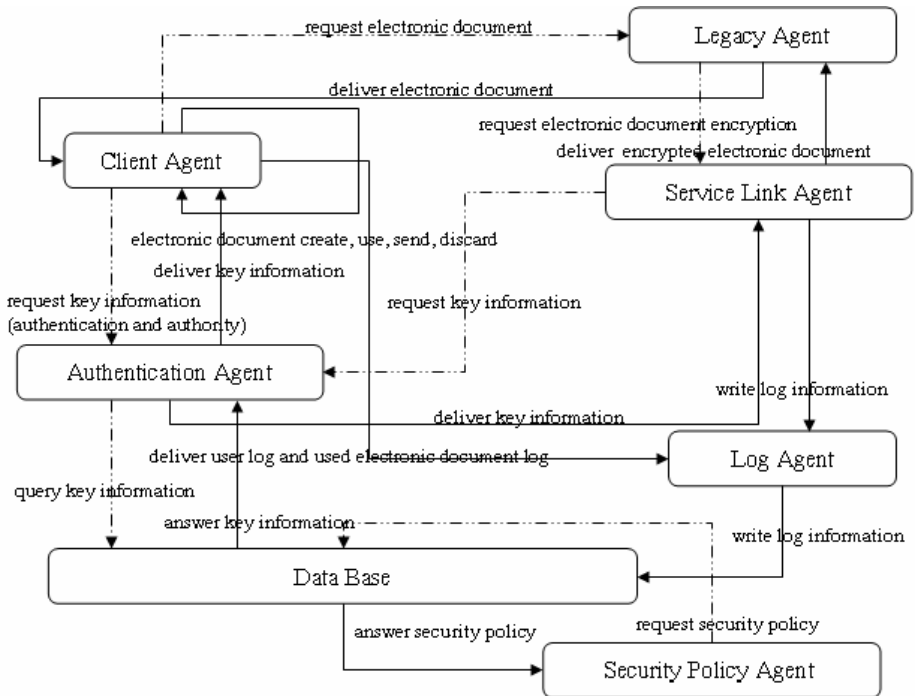 request electronic document
Legacy Agent
deliver electronic document
request electronic document encryption
Client Agent
deliver encrypted electronic document
Service Link Agent
electronic document create, use, send, discard
deliver key information
request key information
request key information
(authentication and authority)
Authentication Agent
write log information
deliver key information
deliver user log and used electronic document log
Log Agent
query key information
answer key information
write log information
Data Base
request security policy
answer security policy
Security Policy Agent